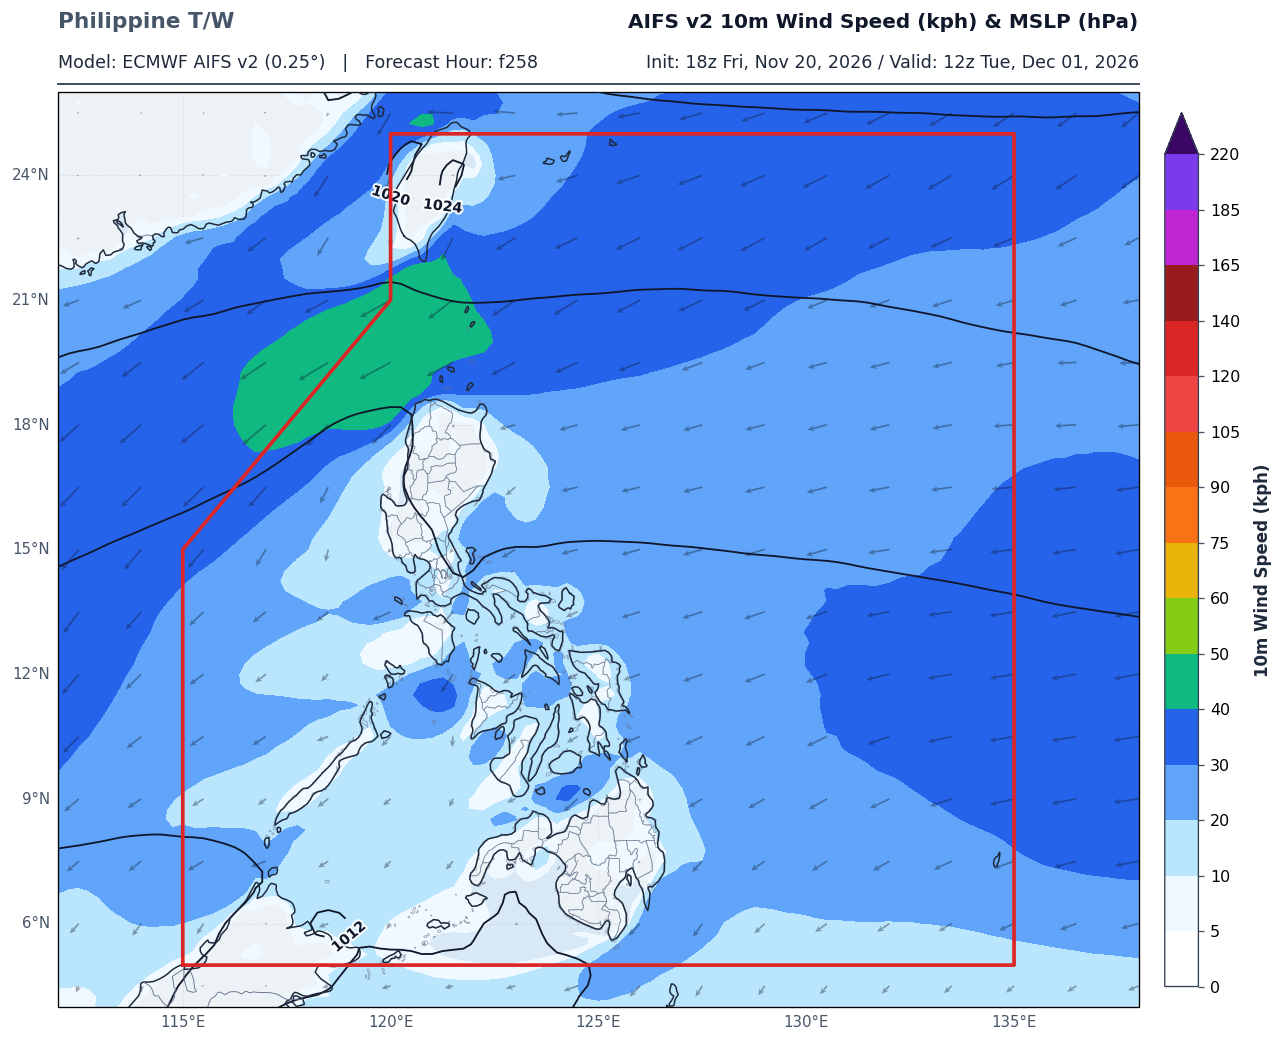 Philippine T/W
AIFS v2 10m Wind Speed (kph) & MSLP (hPa)
Model: ECMWF AIFS v2 (0.25°) | Forecast Hour: f258
Init: 18z Fri, Nov 20, 2026 / Valid: 12z Tue, Dec 01, 2026
24°N
21°N
18°N
15°N
12°N
9°N
6°N
1020
1024
1012
115°E
120°E
125°E
130°E
135°E
220
185
165
140
120
105
90
75
60
50
40
30
20
10
5
0
10m Wind Speed (kph)